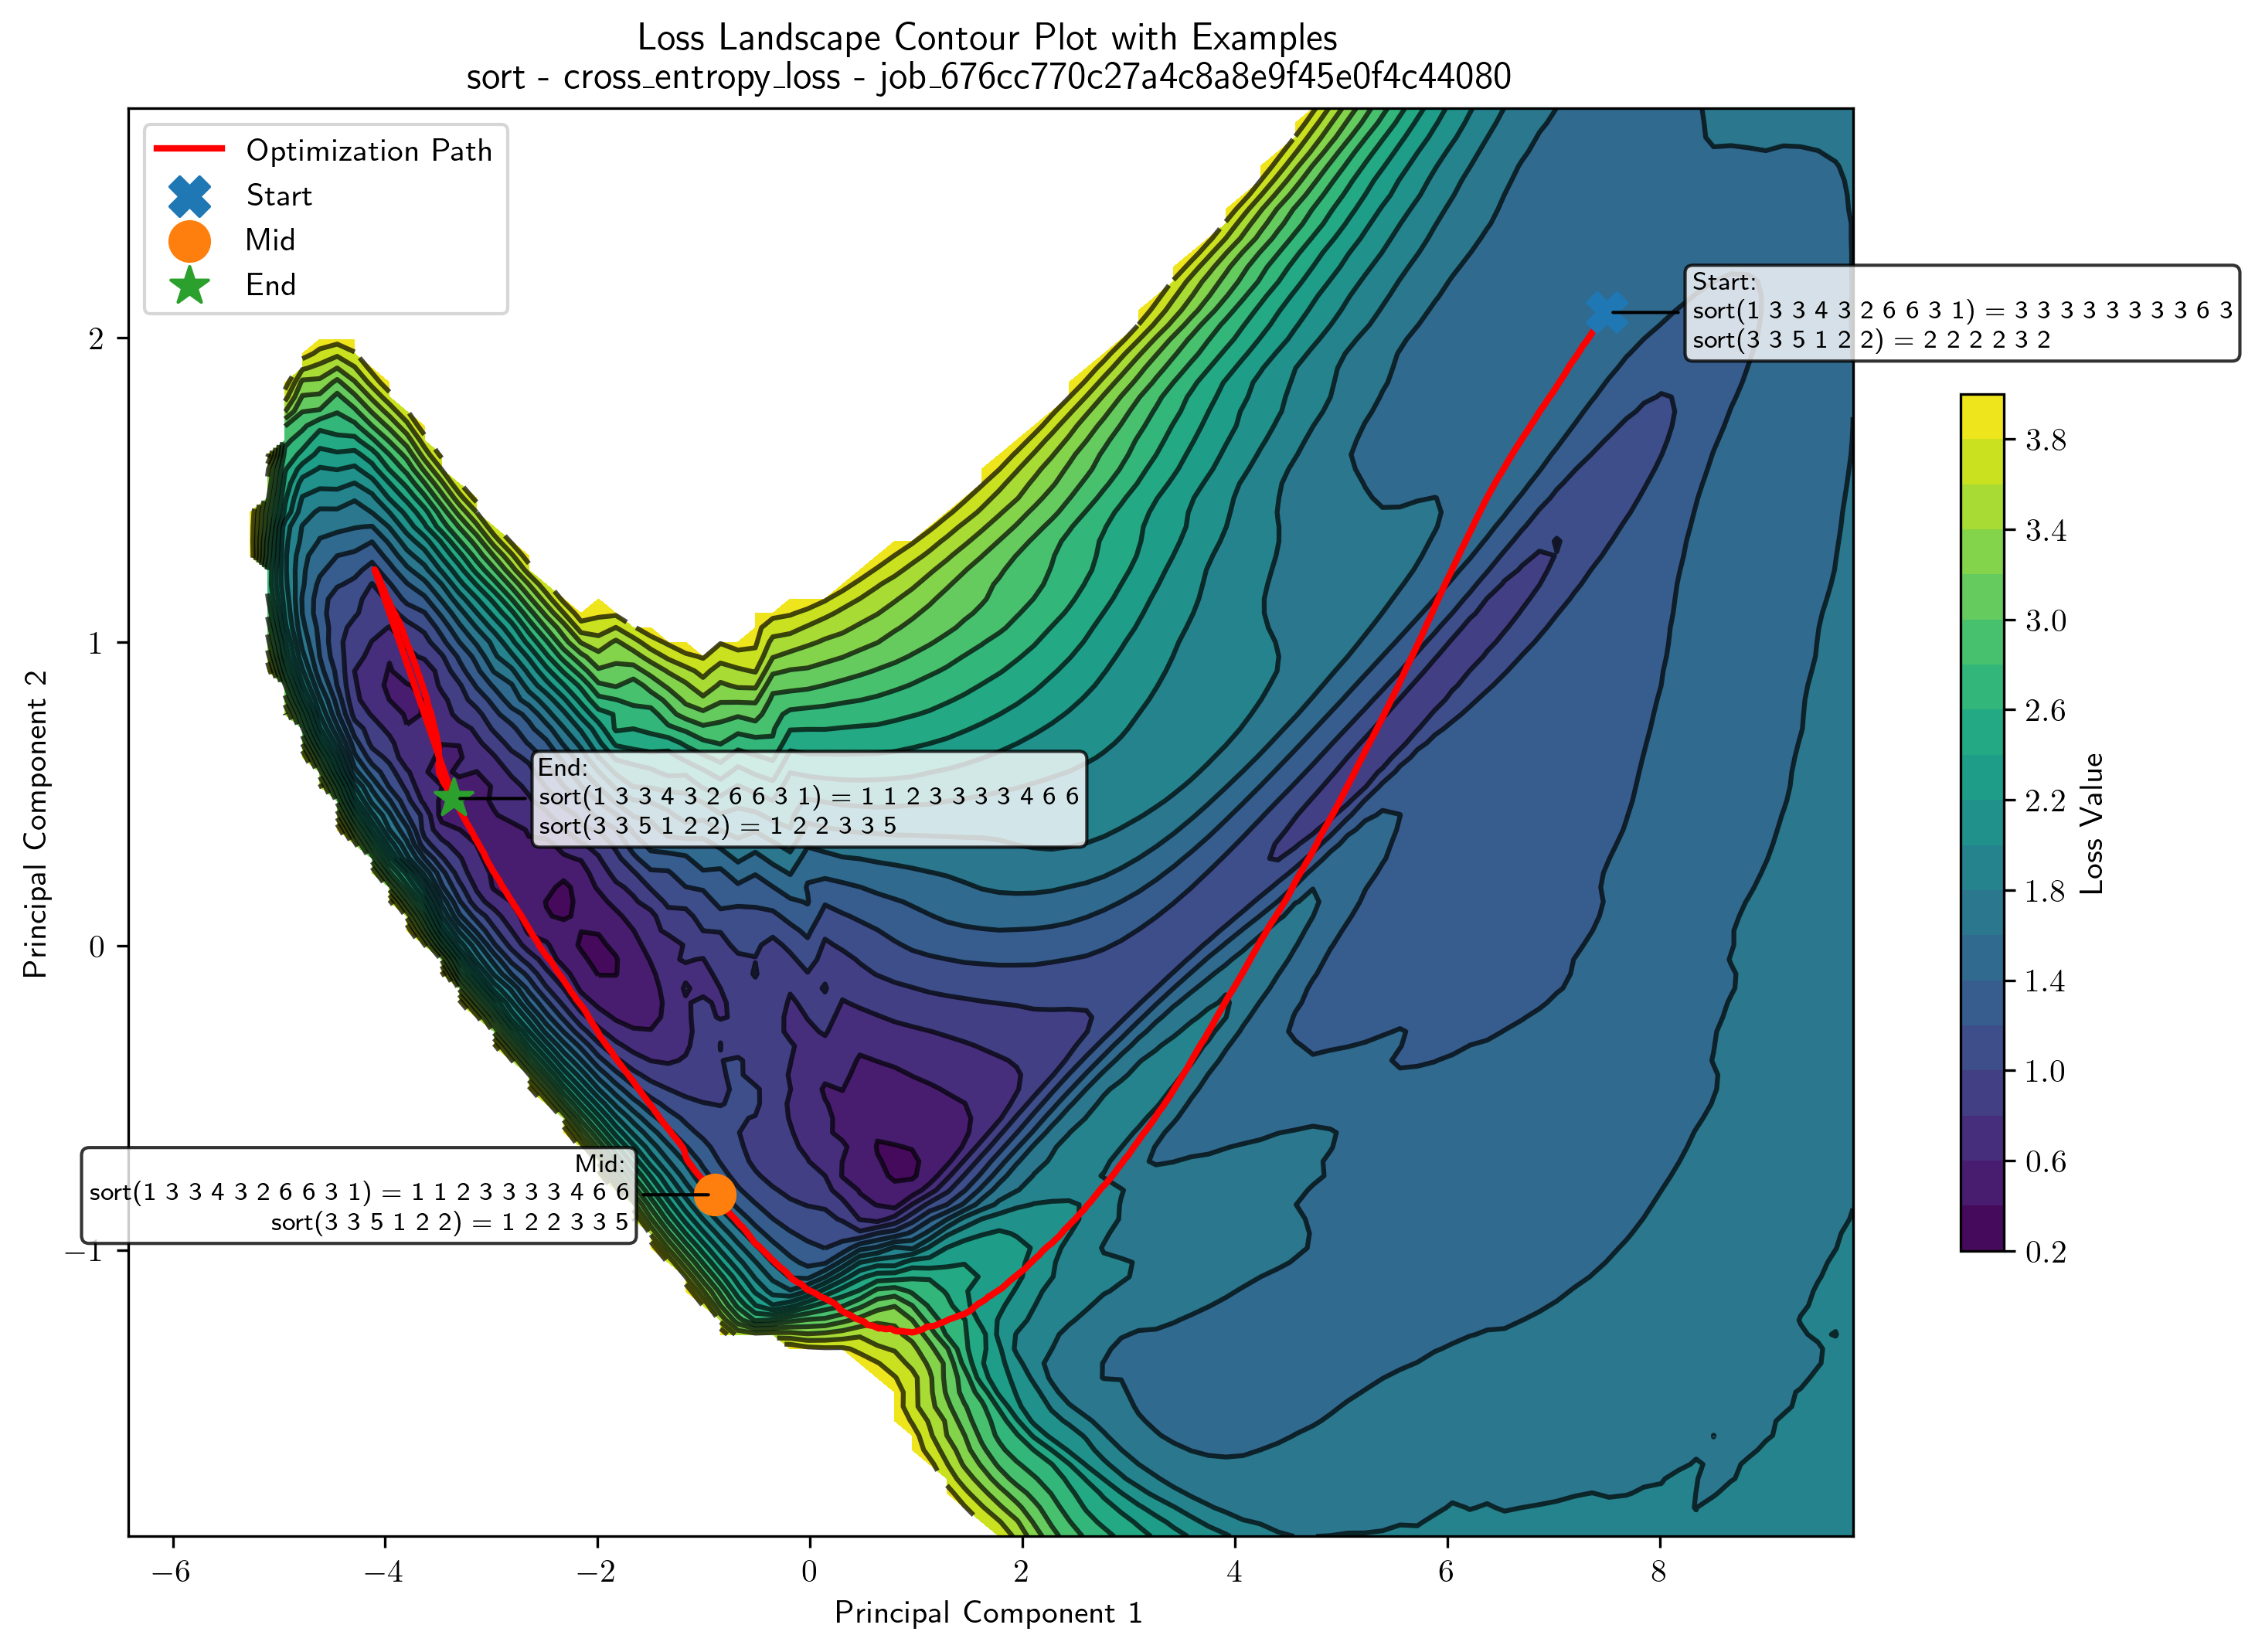 Loss Landscape Contour Plot with Examples
sort - cross_entropy_loss - job_676cc770c27a4c8a8e9f45e0f4c44080
Optimization Path
Start
Mid
End
Start:
sort(1 3 3 4 3 2 6 6 3 1) = 3 3 3 3 3 3 3 3 6 3
sort(3 3 5 1 2 2) = 2 2 2 2 3 2
End:
sort(1 3 3 4 3 2 6 6 3 1) = 1 1 2 3 3 3 3 4 6 6
sort(3 3 5 1 2 2) = 1 2 2 3 3 5
Mid:
sort(1 3 3 4 3 2 6 6 3 1) = 1 1 2 3 3 3 3 4 6 6
sort(3 3 5 1 2 2) = 1 2 2 3 3 5
Principal Component 2
2
1
0
−1
−6
−4
−2
0
2
4
6
8
Principal Component 1
3.8
3.4
3.0
2.6
2.2
1.8
1.4
1.0
0.6
0.2
Loss Value